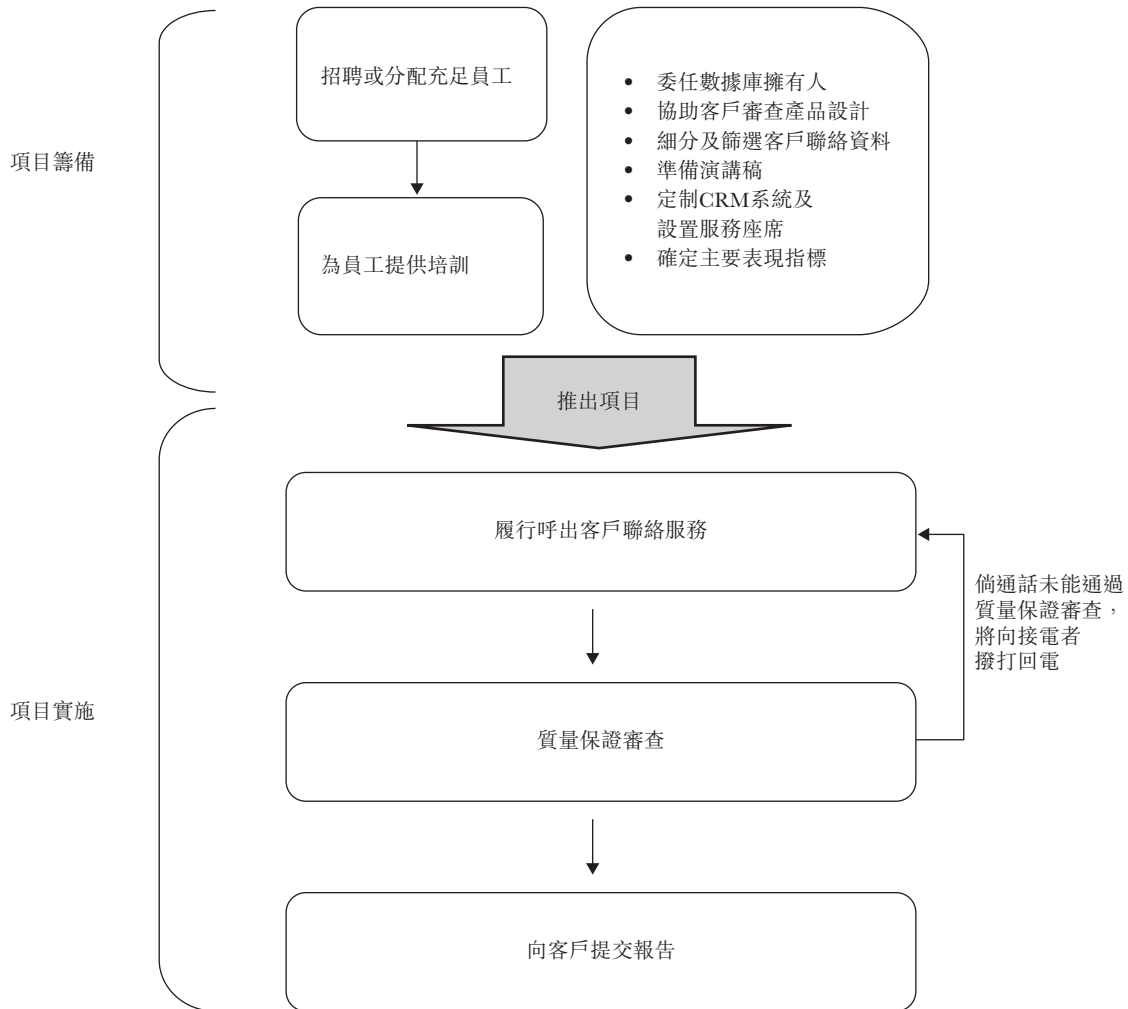 項目籌備
招聘或分配充足員工
為員工提供培訓
• 委任數據庫擁有人
• 協助客戶審查產品設計
• 細分及篩選客戶聯絡資料
• 準備演講稿
• 定制CRM系統及
設置服務座席
• 確定主要表現指標
推出項目
項目實施
履行呼出客戶聯絡服務
倘通話未能通過
質量保證審查，
將向接電者
撥打回電
質量保證審查
向客戶提交報告